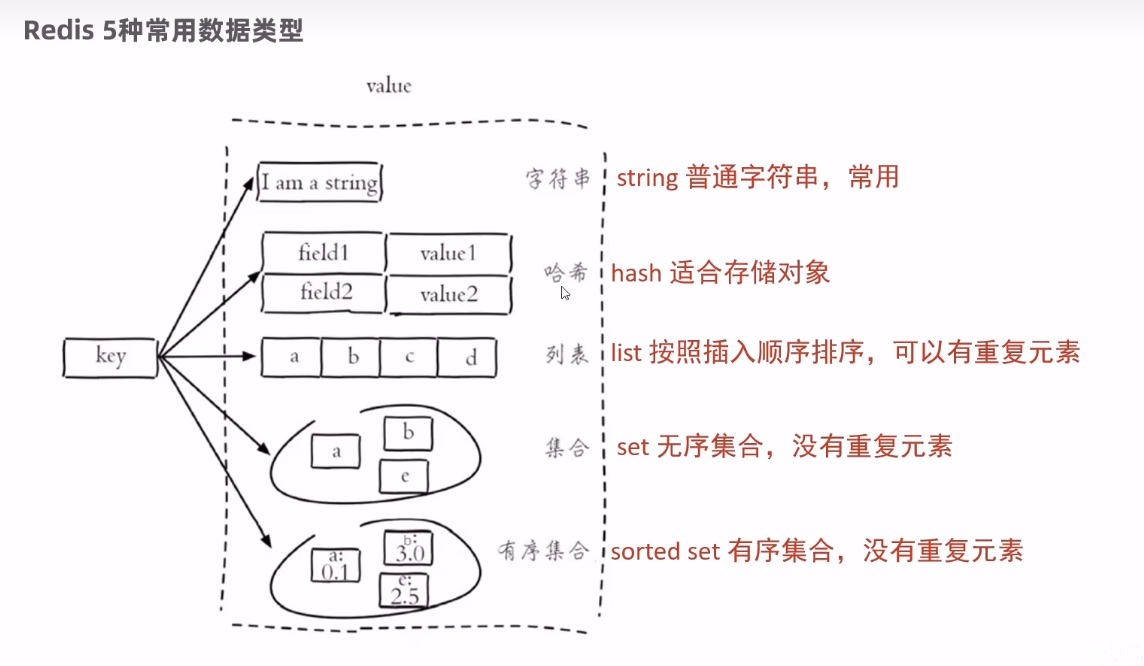 Redis 5种常用数据类型
value
I am a string 字符串 string 普通字符串，常用
field1 value1
哈希 hash 适合存储对象
field2 value2
key a b c d 列表 list 按照插入顺序排序，可以有重复元素
b
a 集合 set 无序集合，没有重复元素
e
b:
3.0
a:
0.1 有序集合 sorted set 有序集合，没有重复元素
e:
2.5